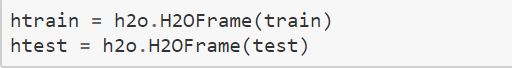 htrain = h2o.H2OFrame(train)
htest = h2o.H2OFrame(test)